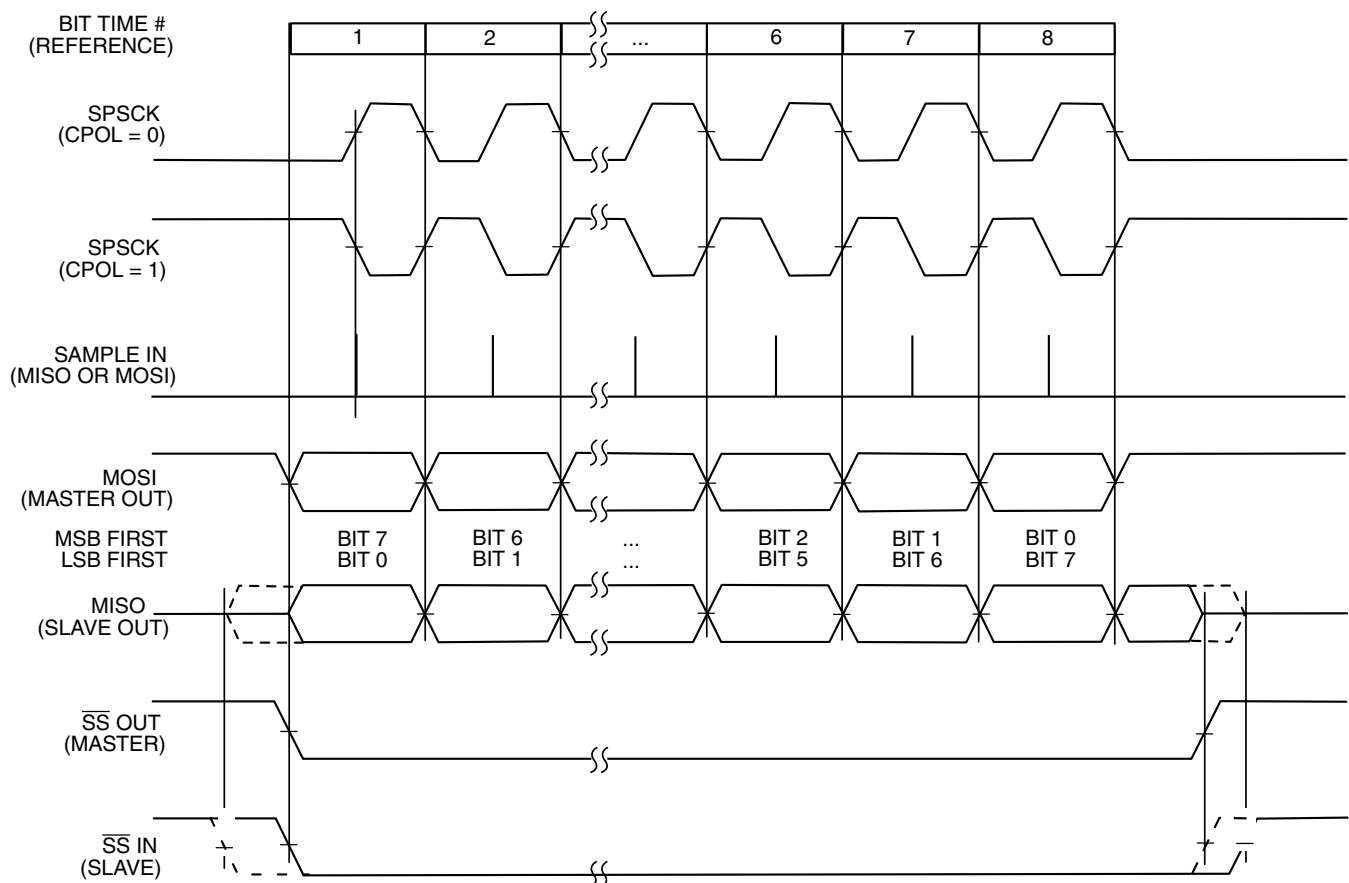 BIT TIME #
(REFERENCE)
1 2 ... 6 7 8
SPSCK
(CPOL = 0)
SPSCK
(CPOL = 1)
SAMPLE IN
(MISO OR MOSI)
MOSI
(MASTER OUT)
MSB FIRST BIT 7 BIT 6 ... BIT 2 BIT 1 BIT 0
LSB FIRST BIT 0 BIT 1 ... BIT 5 BIT 6 BIT 7
MISO
(SLAVE OUT)
S̅S̅ OUT
(MASTER)
S̅S̅ IN
(SLAVE)